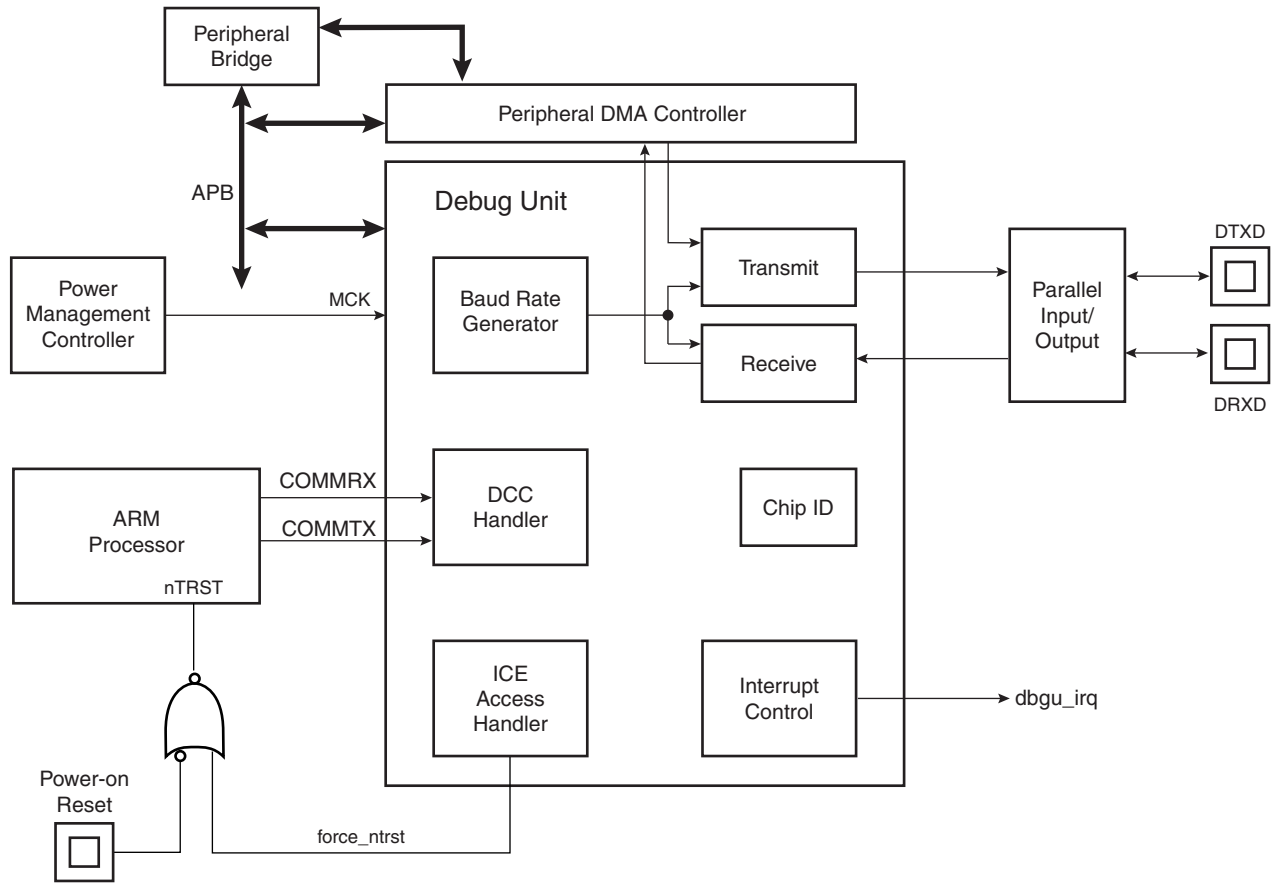 Peripheral
Bridge
Peripheral DMA Controller
APB
Debug Unit
Transmit
DTXD
Power
Management
Controller
MCK
Baud Rate
Generator
Parallel
Input/
Output
Receive
DRXD
COMMRX
ARM
Processor
COMMTX
nTRST
DCC
Handler
Chip ID
ICE
Access
Handler
Interrupt
Control
dbgu_irq
Power-on
Reset
force_ntrst